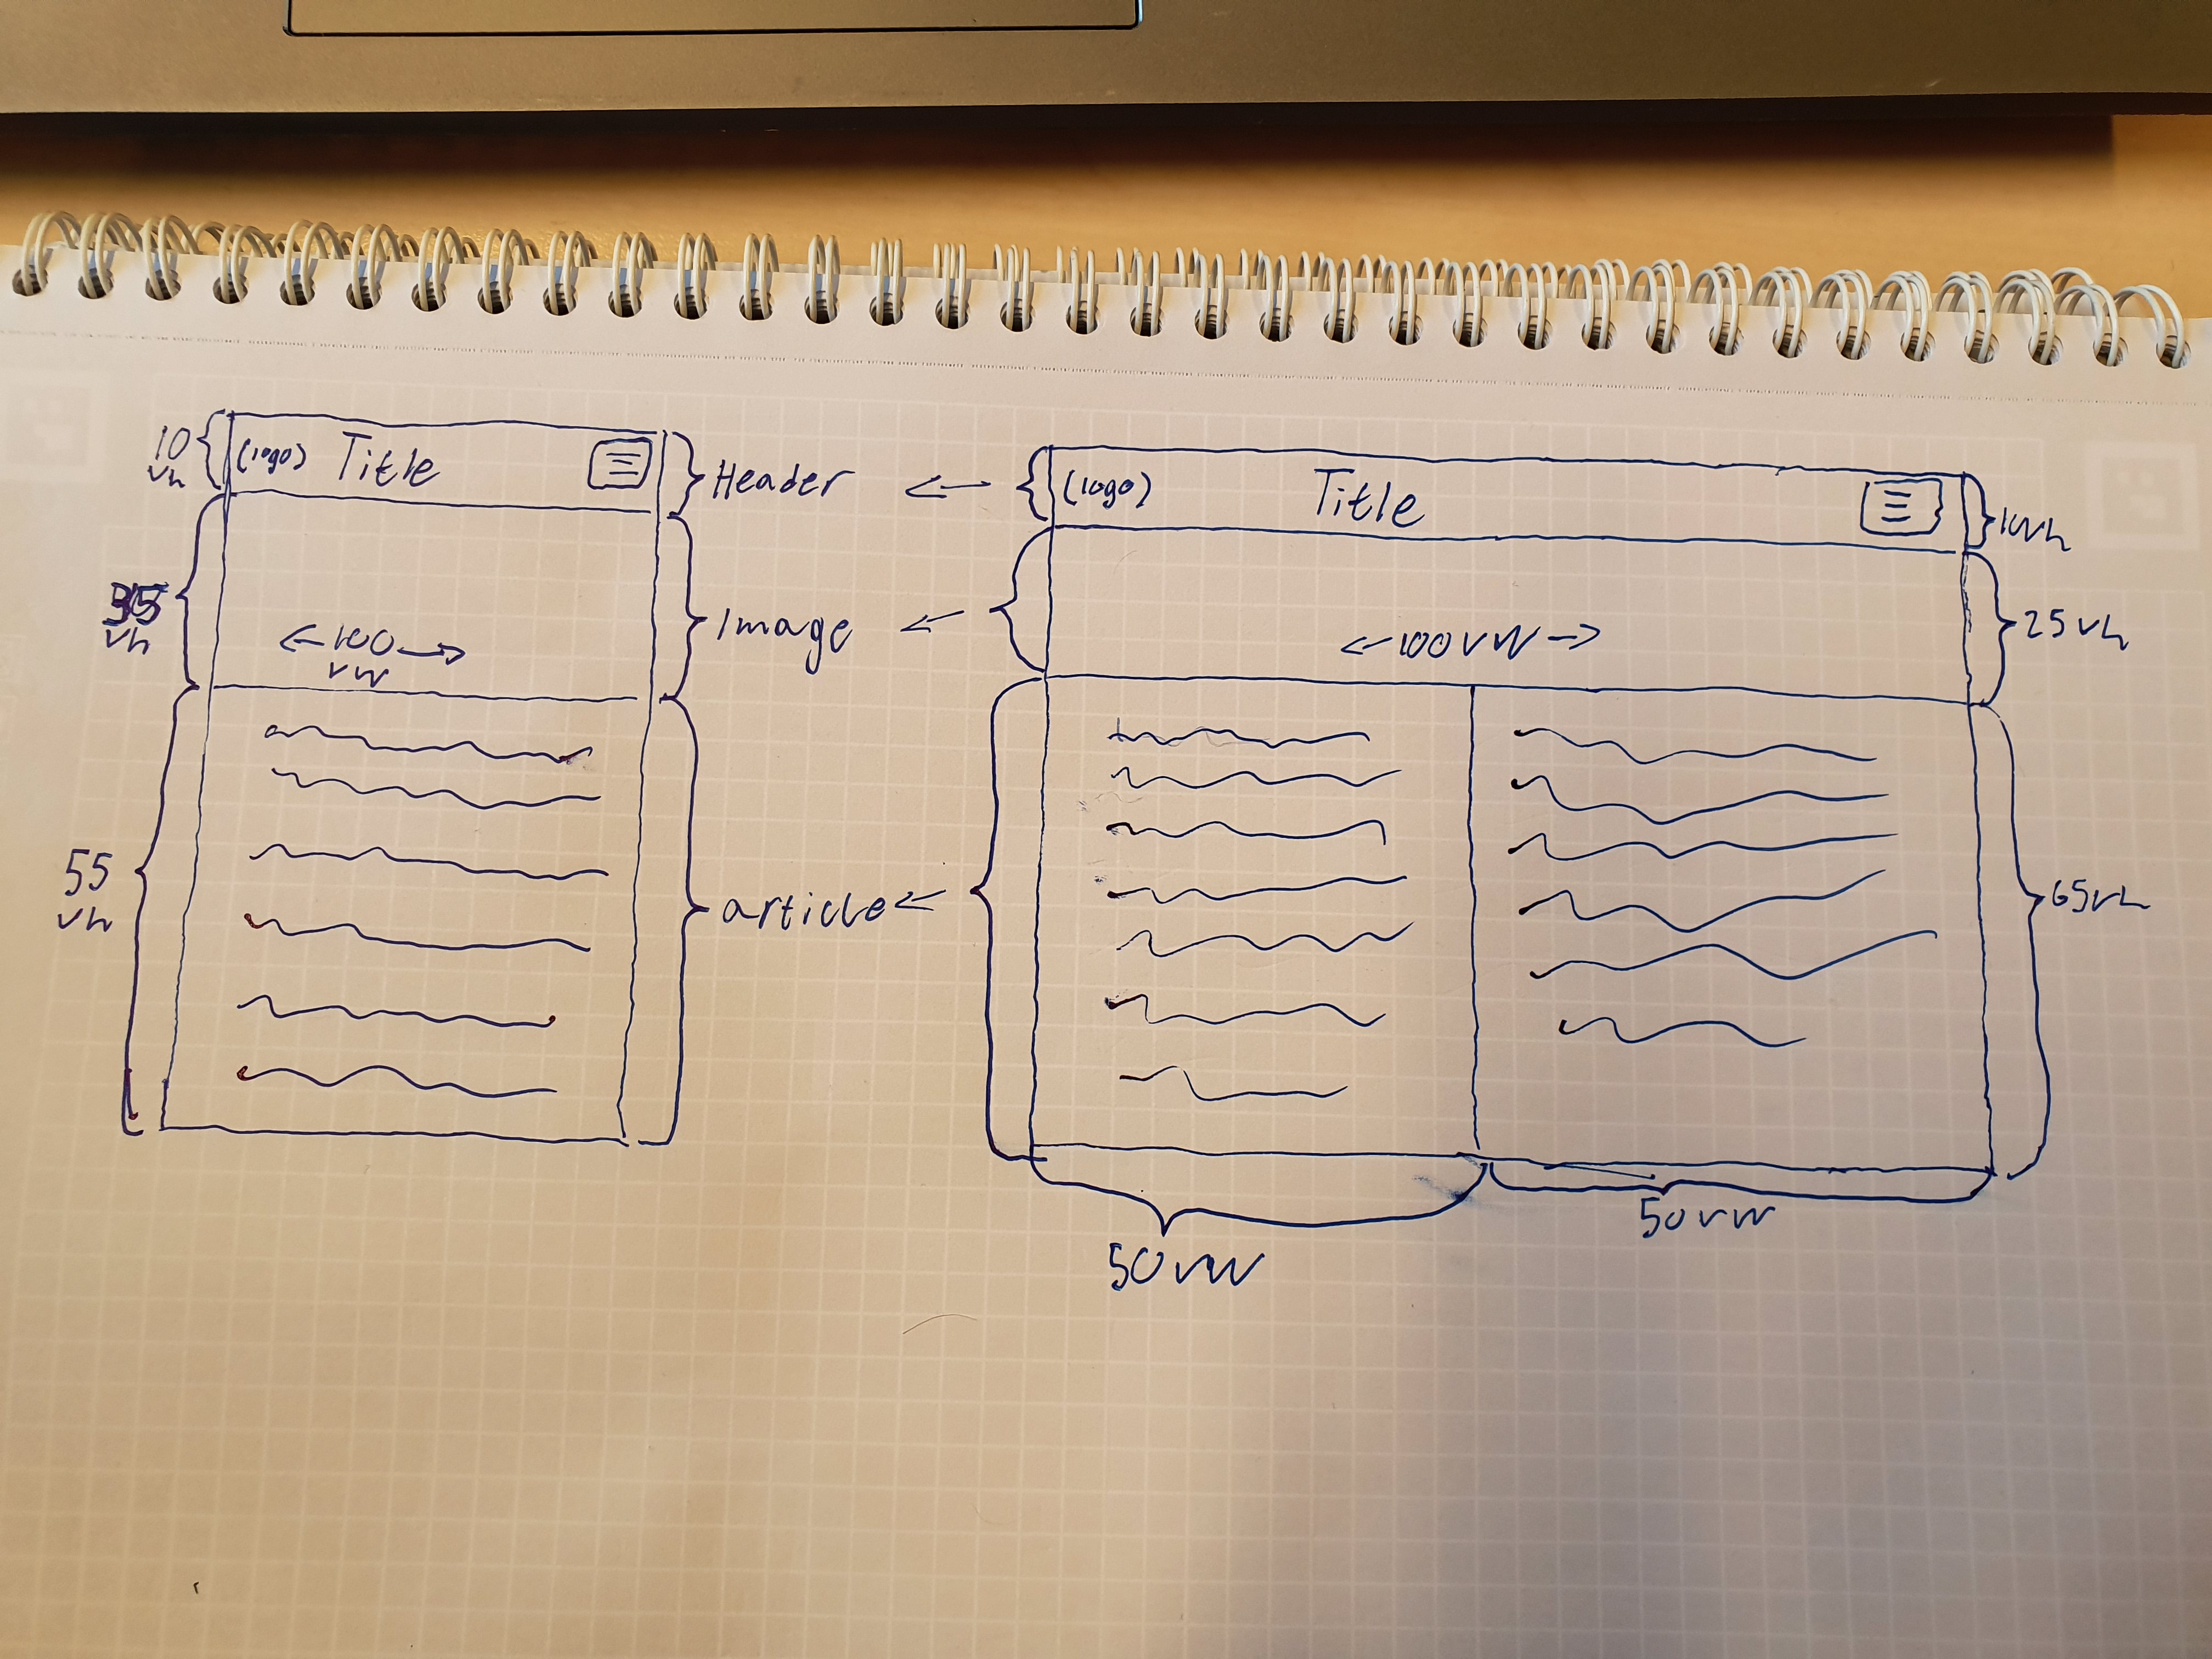 (logo) Title
10
vh
35
vh
55
vh
← 100 →
vw
Header ←
Image ←
article ←
(logo) Title
← 100vw →
10vh
25vh
65vh
50vw
50vw